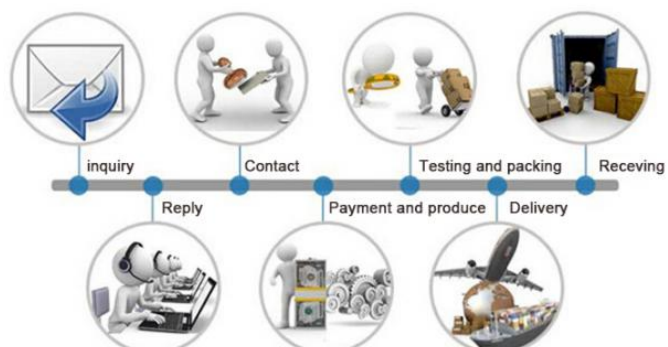 inquiry
Contact
Testing and packing
Receving
Reply
Payment and produce
Delivery